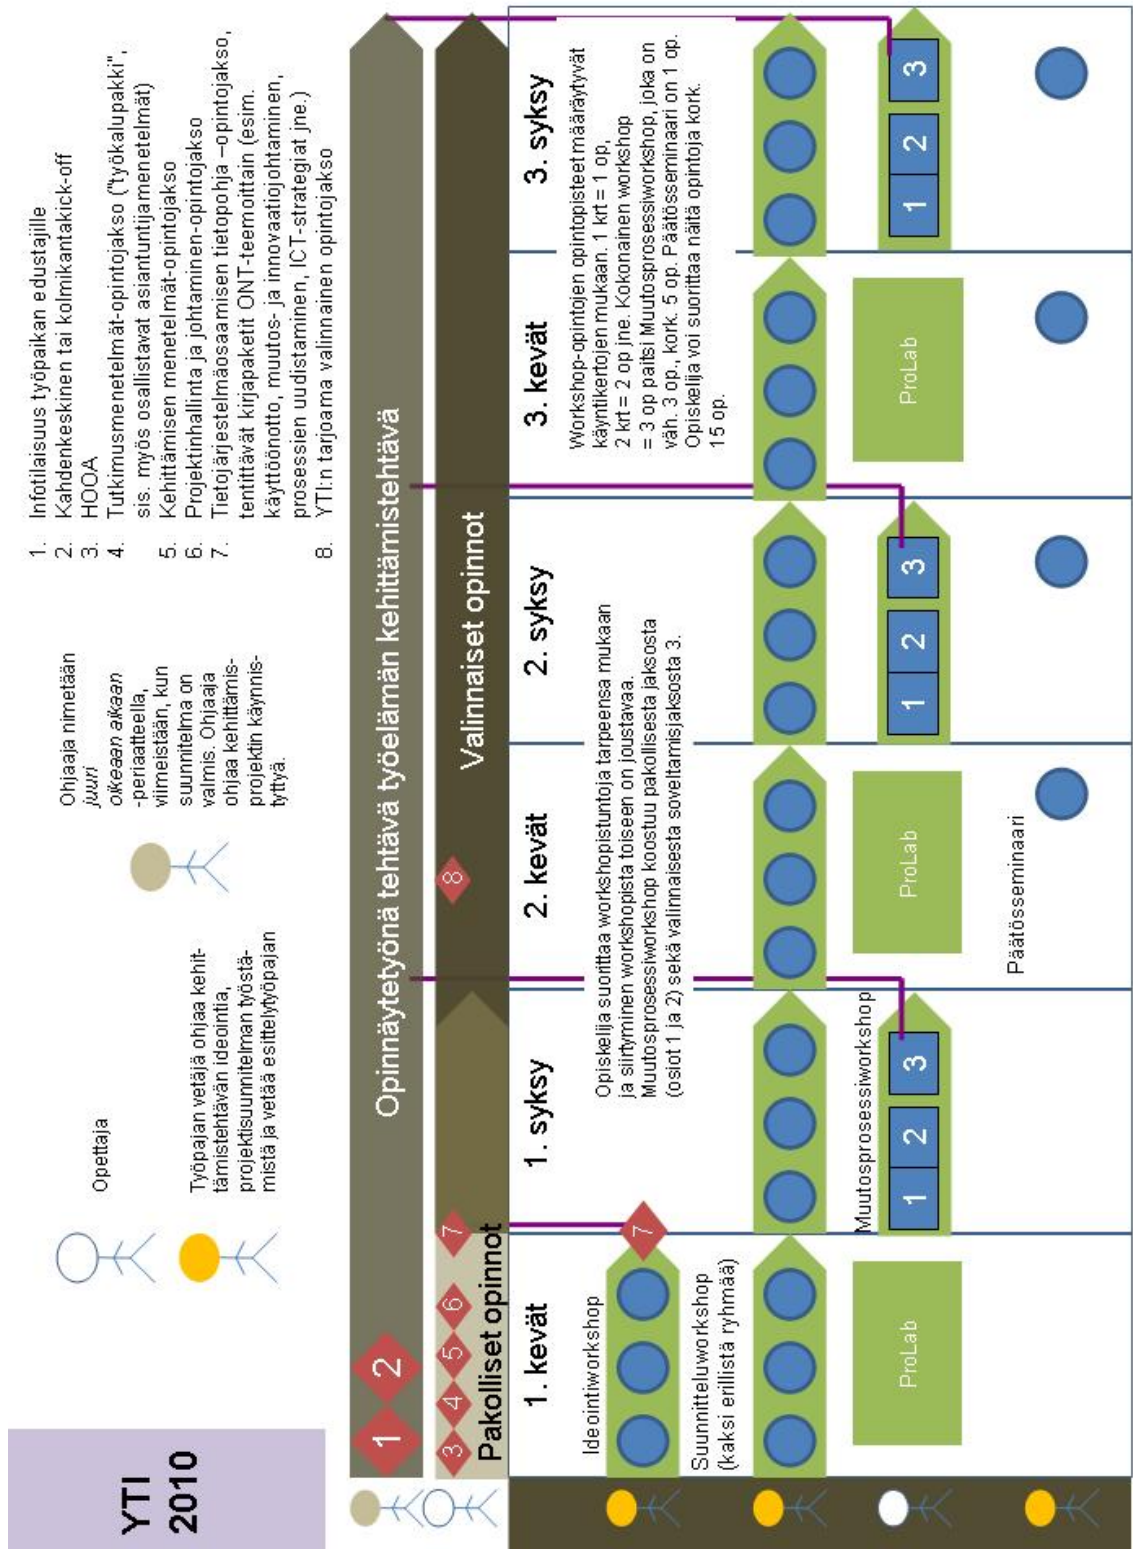 YTI
2010
Opettaja
Työpajan vetäjä ohjaa kehit-
tämistehtävän ideointia,
projektisuunnitelman työstä-
mistä ja vetää esittelytyöpajan
Ohjaaja nimetään
juuri
oikeaan aikaan
-periaatteella,
viimeistään, kun
suunnitelma on
valmis. Ohjaaja
ohjaa kehittämis-
projektin käynnis-
tyttyä.
1. Infotilaisuus työpaikan edustajille
2. Kahdenkeskinen tai kolmikantakick-off
3. HOOA
4. Tutkimusmenetelmät-opintojakso ("työkalupakki",
sis. myös osallistavat asiantuntijamenetelmät)
5. Kehittämisen menetelmät-opintojakso
6. Projektinhallinta ja johtaminen-opintojakso
7. Tietojärjestelmäosaamisen tietopohja –opintojakso,
tentittävät kirjapaketit ONT-teemoittain (esim.
käyttöönotto, muutos- ja innovaatiojohtaminen,
prosessien uudistaminen, ICT-strategiat jne.)
8. YTI:n tarjoama valinnainen opintojakso
1 2 Opinnäytetyönä tehtävä työelämän kehittämistehtävä
3 4 5 6 7 8
Pakolliset opinnot
Valinnaiset opinnot
1. kevät 1. syksy 2. kevät 2. syksy 3. kevät 3. syksy
Ideointiworkshop
7
Opiskelija suorittaa workshopistuntoja tarpeensa mukaan
ja siirtyminen workshopista toiseen on joustavaa.
Muutosprosessiworkshop koostuu pakollisesta jaksosta
(osiot 1 ja 2) sekä valinnaisesta soveltamisjaksosta 3.
Workshop-opintojen opintopisteet määräytyvät
käyntikertojen mukaan. 1 krt = 1 op,
2 krt = 2 op jne. Kokonainen workshop
= 3 op paitsi Muutosprosessiworkshop, joka on
väh. 3 op., kork. 5 op. Päätösseminaari on 1 op.
Opiskelija voi suorittaa näitä opintoja kork.
15 op.
Suunnitteluworkshop
(kaksi erillistä ryhmää)
Muutosprosessiworkshop
ProLab 1 2 3 ProLab 1 2 3 ProLab 1 2 3
Päätösseminaari